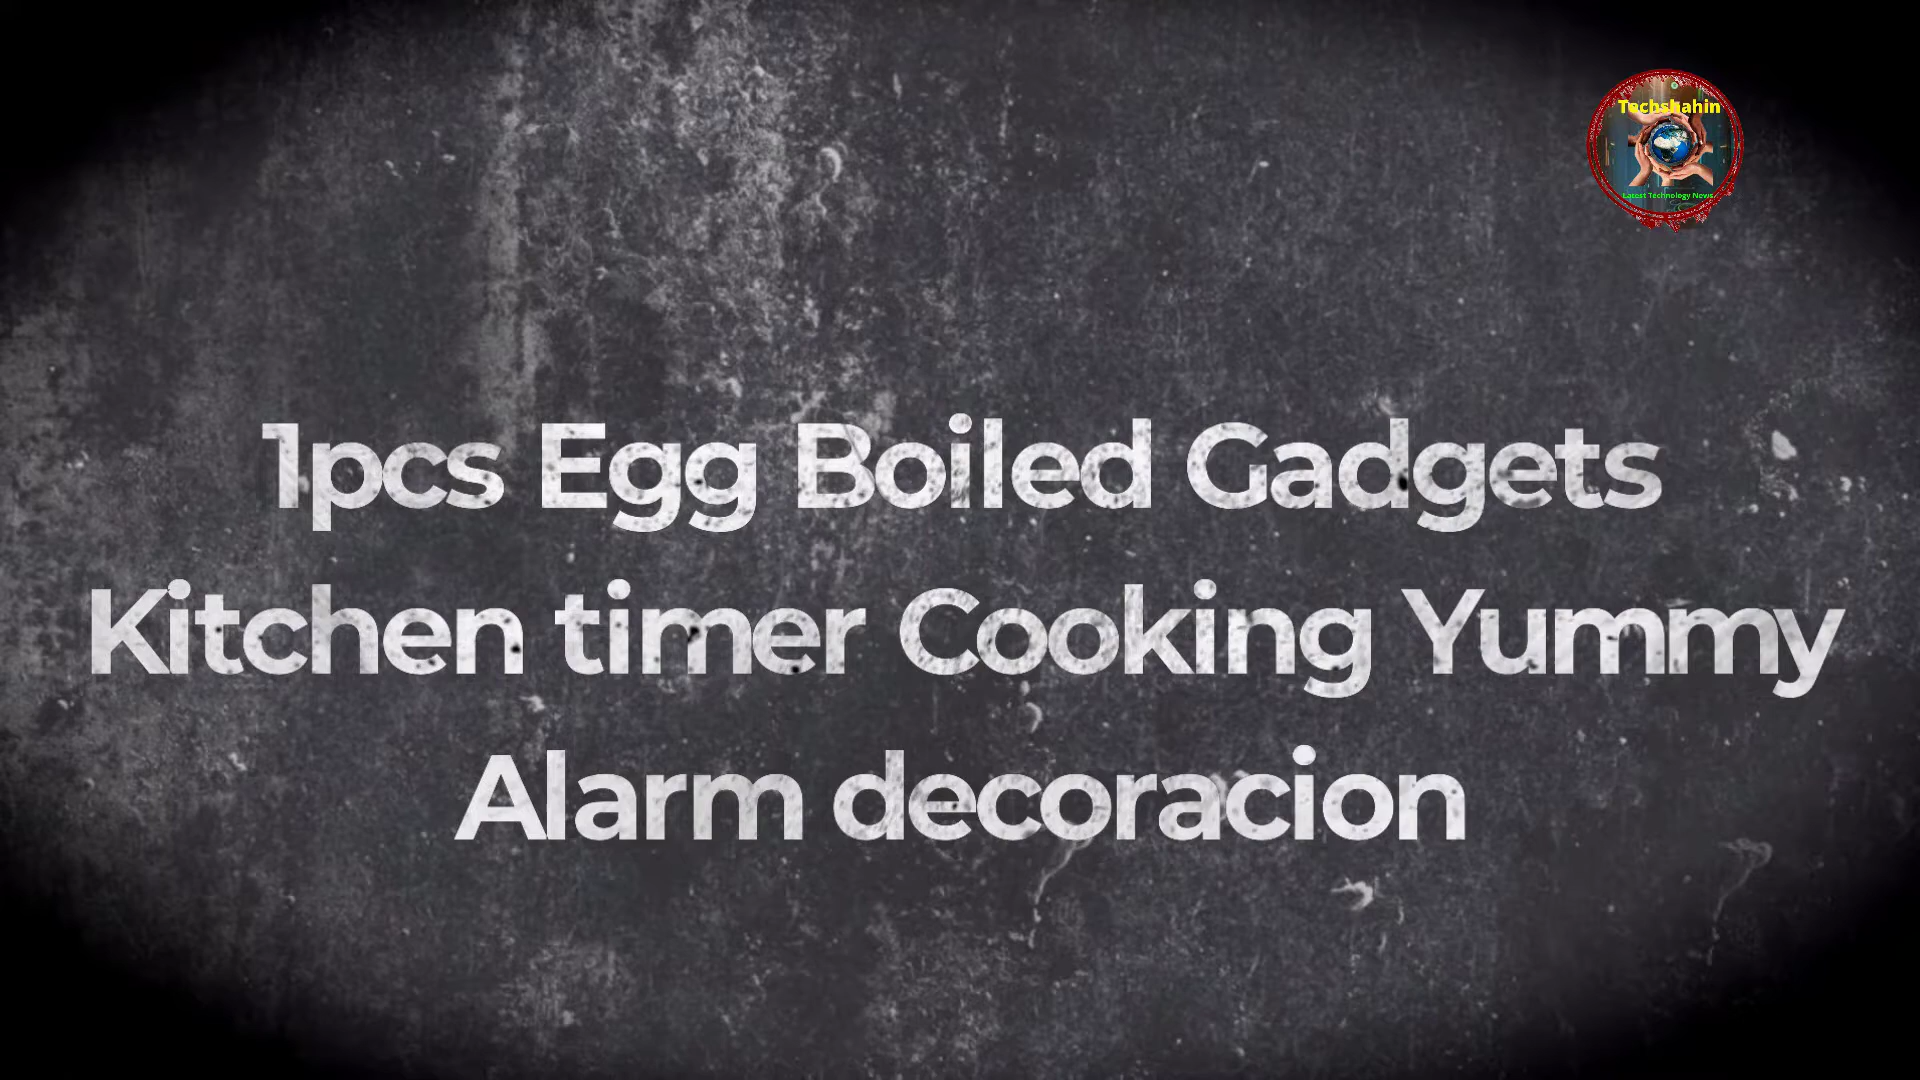 Techshahin
Latest Technology News
1pcs Egg Boiled Gadgets
Kitchen timer Cooking Yummy
Alarm decoracion